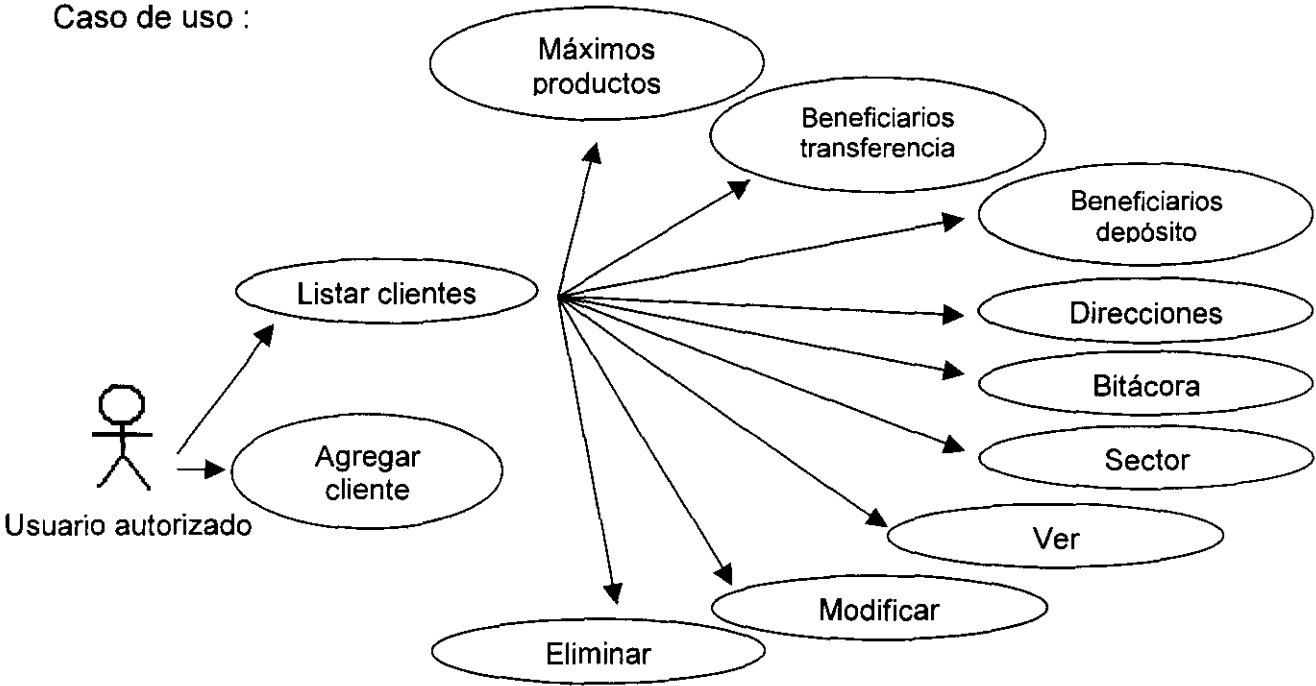 Caso de uso :
Máximos
productos
Beneficiarios
transferencia
Beneficiarios
depósito
Listar clientes
Direcciones
Bitácora
Agregar
cliente
Sector
Usuario autorizado
Ver
Modificar
Eliminar